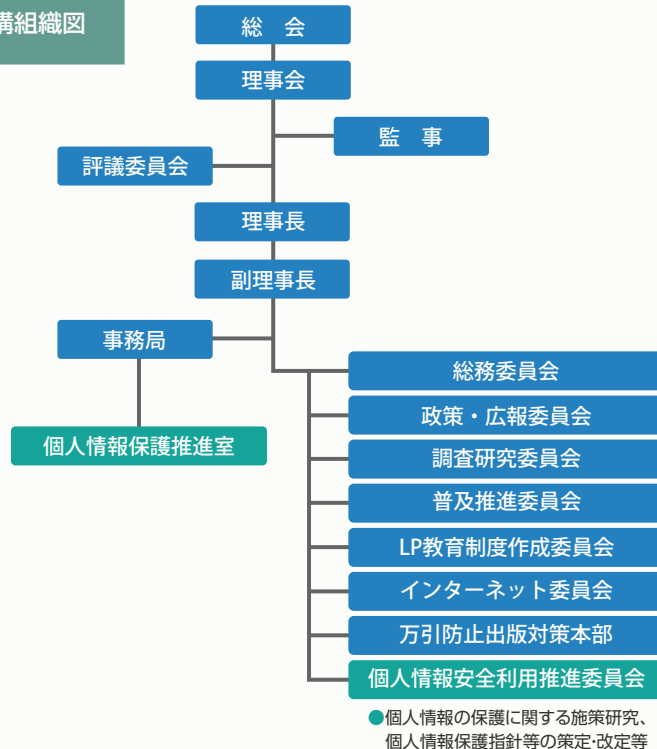 構組織図
総　会
理事会
監　事
評議委員会
理事長
副理事長
事務局
総務委員会
政策・広報委員会
個人情報保護推進室
調査研究委員会
普及推進委員会
LP教育制度作成委員会
インターネット委員会
万引防止出版対策本部
個人情報安全利用推進委員会
●個人情報の保護に関する施策研究、
個人情報保護指針等の策定・改定等